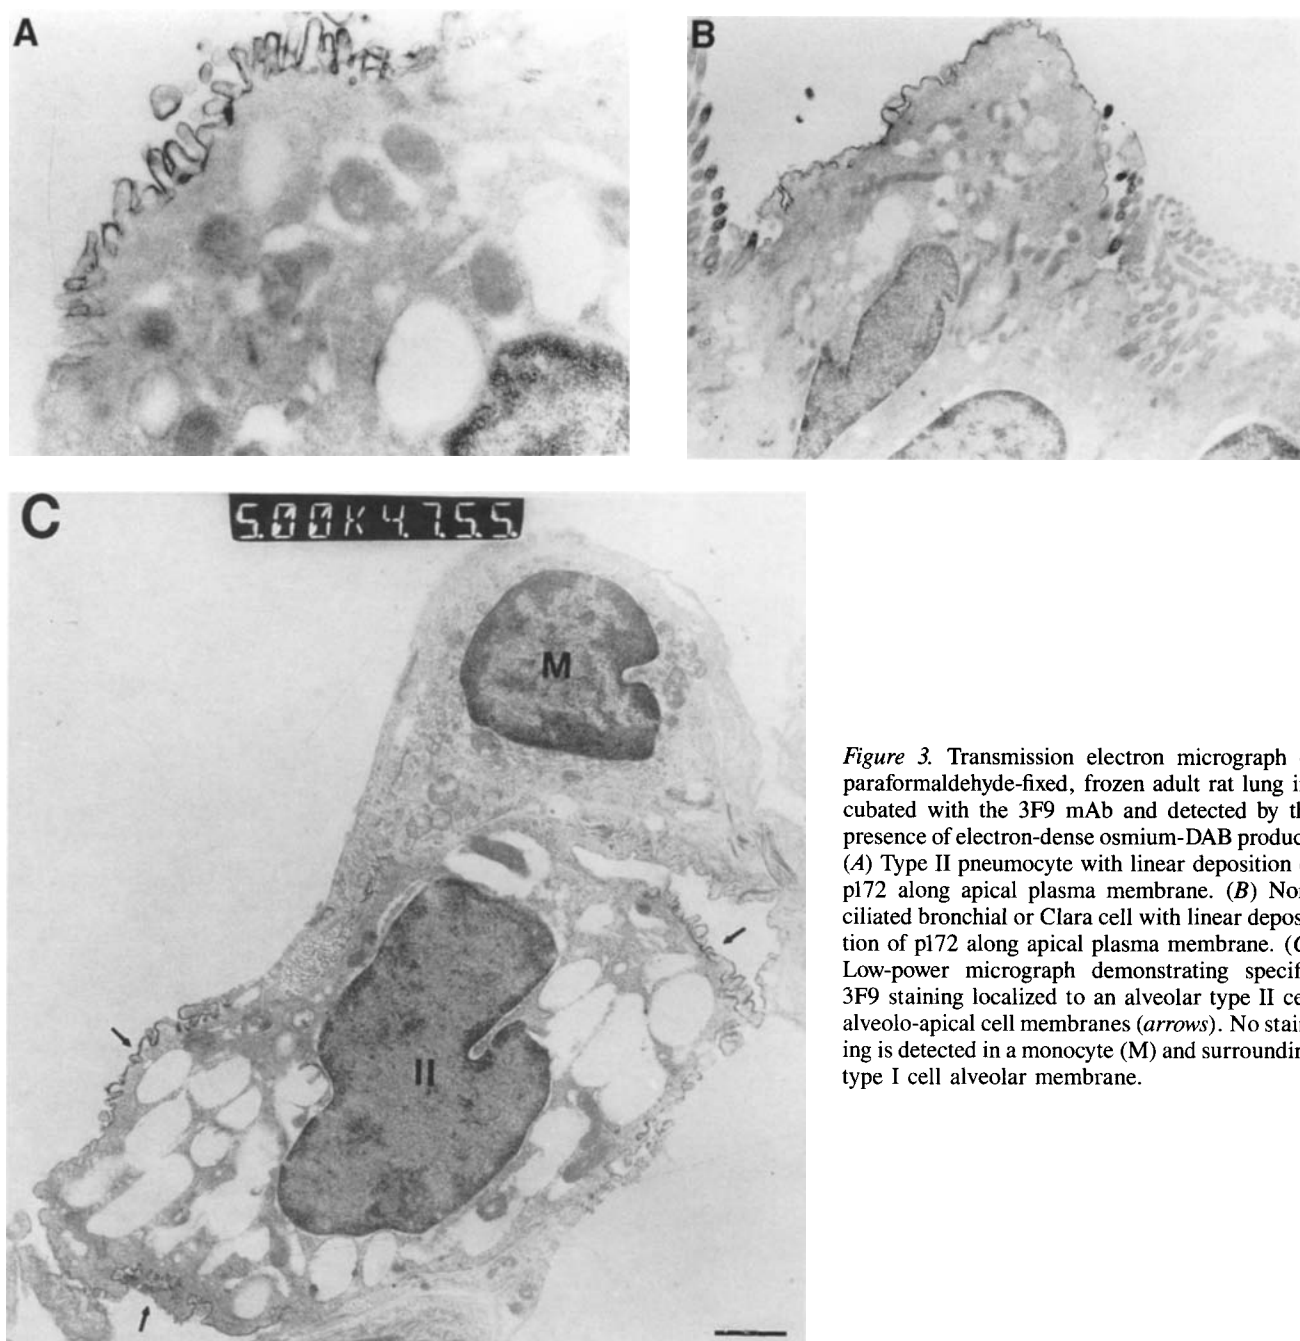 A
B
C
5.00K 4.7.5.5.
M
II
Figure 3. Transmission electron micrograph
paraformaldehyde-fixed, frozen adult rat lung
cubated with the 3F9 mAb and detected by
presence of electron-dense osmium-DAB produc
(A) Type II pneumocyte with linear deposition
p172 along apical plasma membrane. (B)
ciliated bronchial or Clara cell with linear depos
tion of p172 along apical plasma membrane.
Low-power micrograph demonstrating specif
3F9 staining localized to an alveolar type II ce
alveolo-apical cell membranes (arrows). No stai
ing is detected in a monocyte (M) and surroundin
type I cell alveolar membrane.